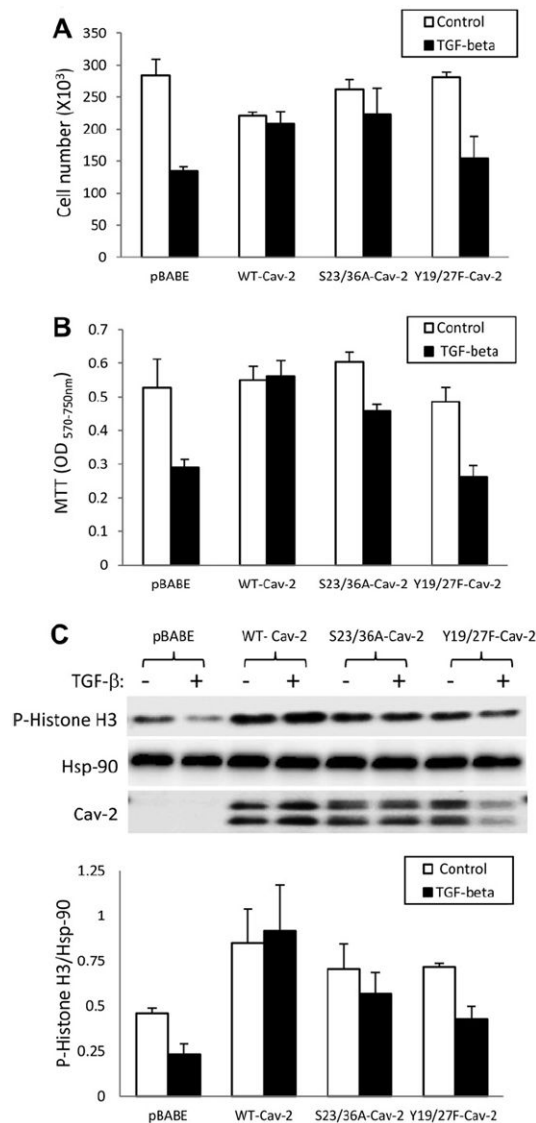 A
Control
TGF-beta
Cell number (X10³)
350
300
250
200
150
100
50
0
pBABE WT-Cav-2 S23/36A-Cav-2 Y19/27F-Cav-2
B
Control
TGF-beta
MTT (OD 570-750nm)
0.7
0.6
0.5
0.4
0.3
0.2
0.1
0
pBABE WT-Cav-2 S23/36A-Cav-2 Y19/27F-Cav-2
C
pBABE WT- Cav-2 S23/36A-Cav-2 Y19/27F-Cav-2
TGF-β: - + - + - + - +
P-Histone H3
Hsp-90
Cav-2
Control
TGF-beta
P-Histone H3/Hsp-90
1.25
1
0.75
0.5
0.25
0
pBABE WT-Cav-2 S23/36A-Cav-2 Y19/27F-Cav-2